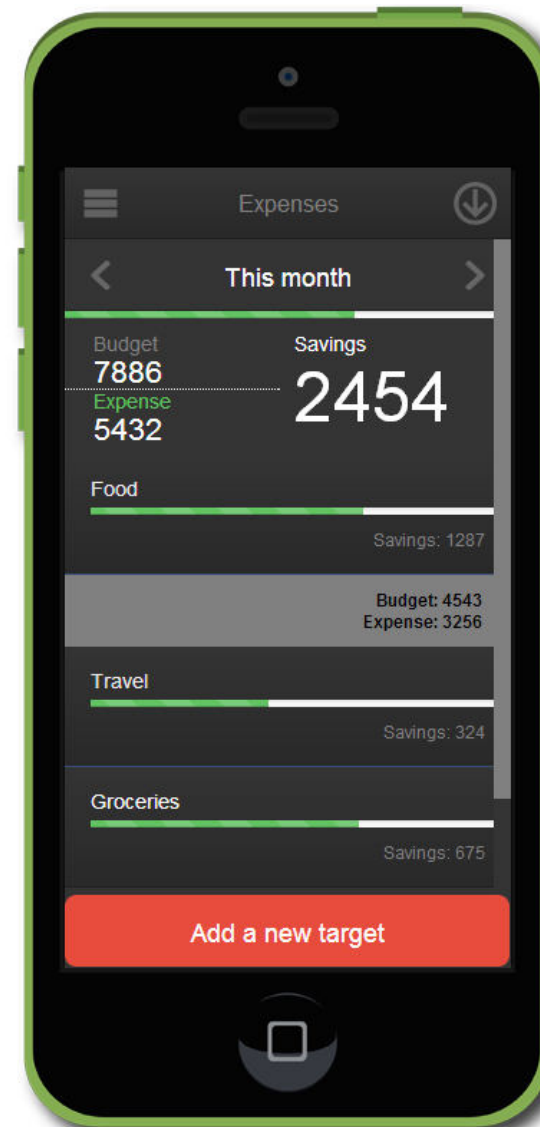 Expenses
This month
Budget
7886
Expense
5432
Savings
2454
Food
Savings: 1287
Budget: 4543
Expense: 3256
Travel
Savings: 324
Groceries
Savings: 675
Add a new target